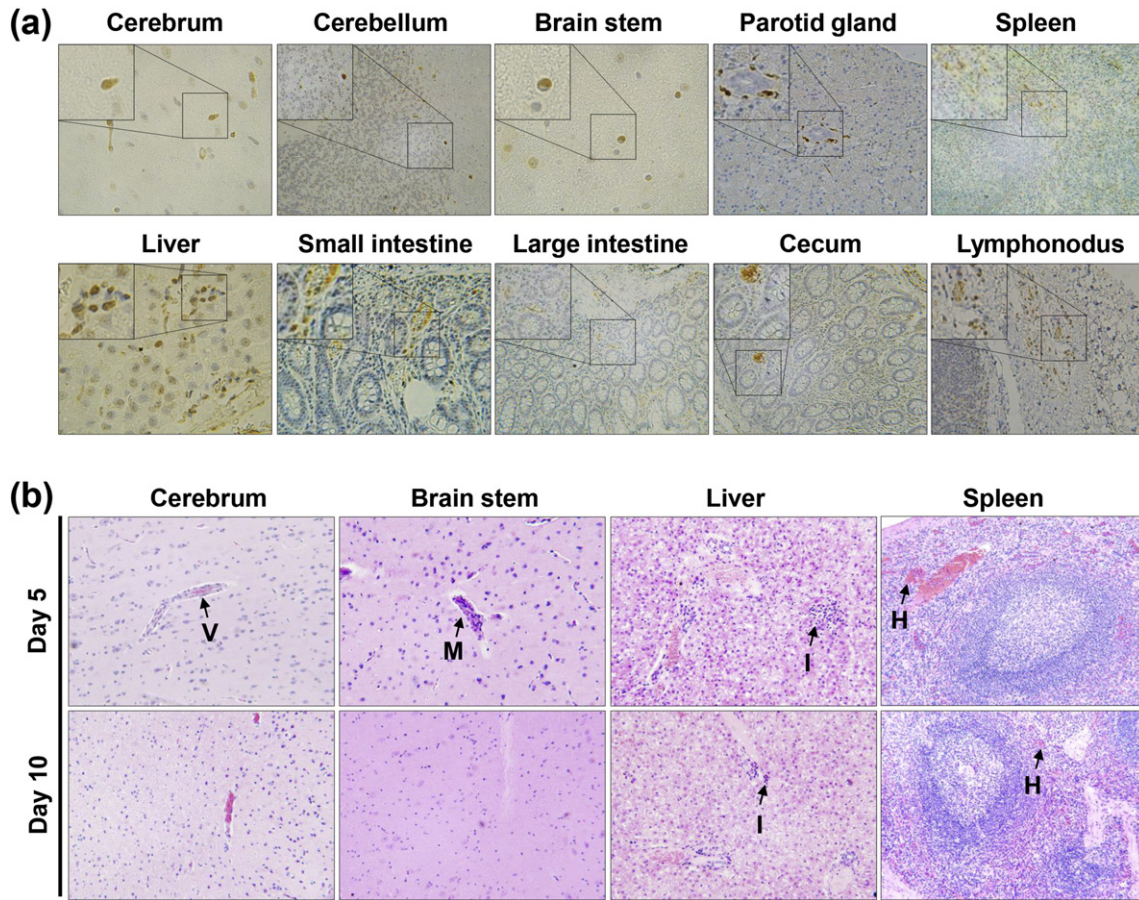 (a)
Cerebrum Cerebellum Brain stem Parotid gland Spleen
Liver Small intestine Large intestine Cecum Lymphonodus
(b)
Cerebrum Brain stem Liver Spleen
Day 5
V
M
I
H
Day 10
I
H